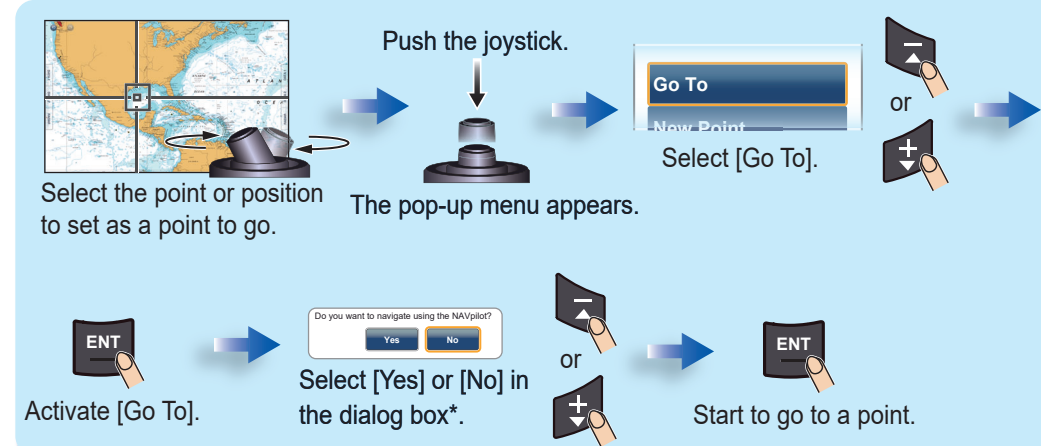 Push the joystick.
ATLA
OCE
Go To
New Point
or
Select [Go To].
Select the point or position
to set as a point to go.
The pop-up menu appears.
ENT
Do you want to navigate using the NAVpilot?
Yes
No
or
ENT
Activate [Go To].
Select [Yes] or [No] in
the dialog box*.
Start to go to a point.